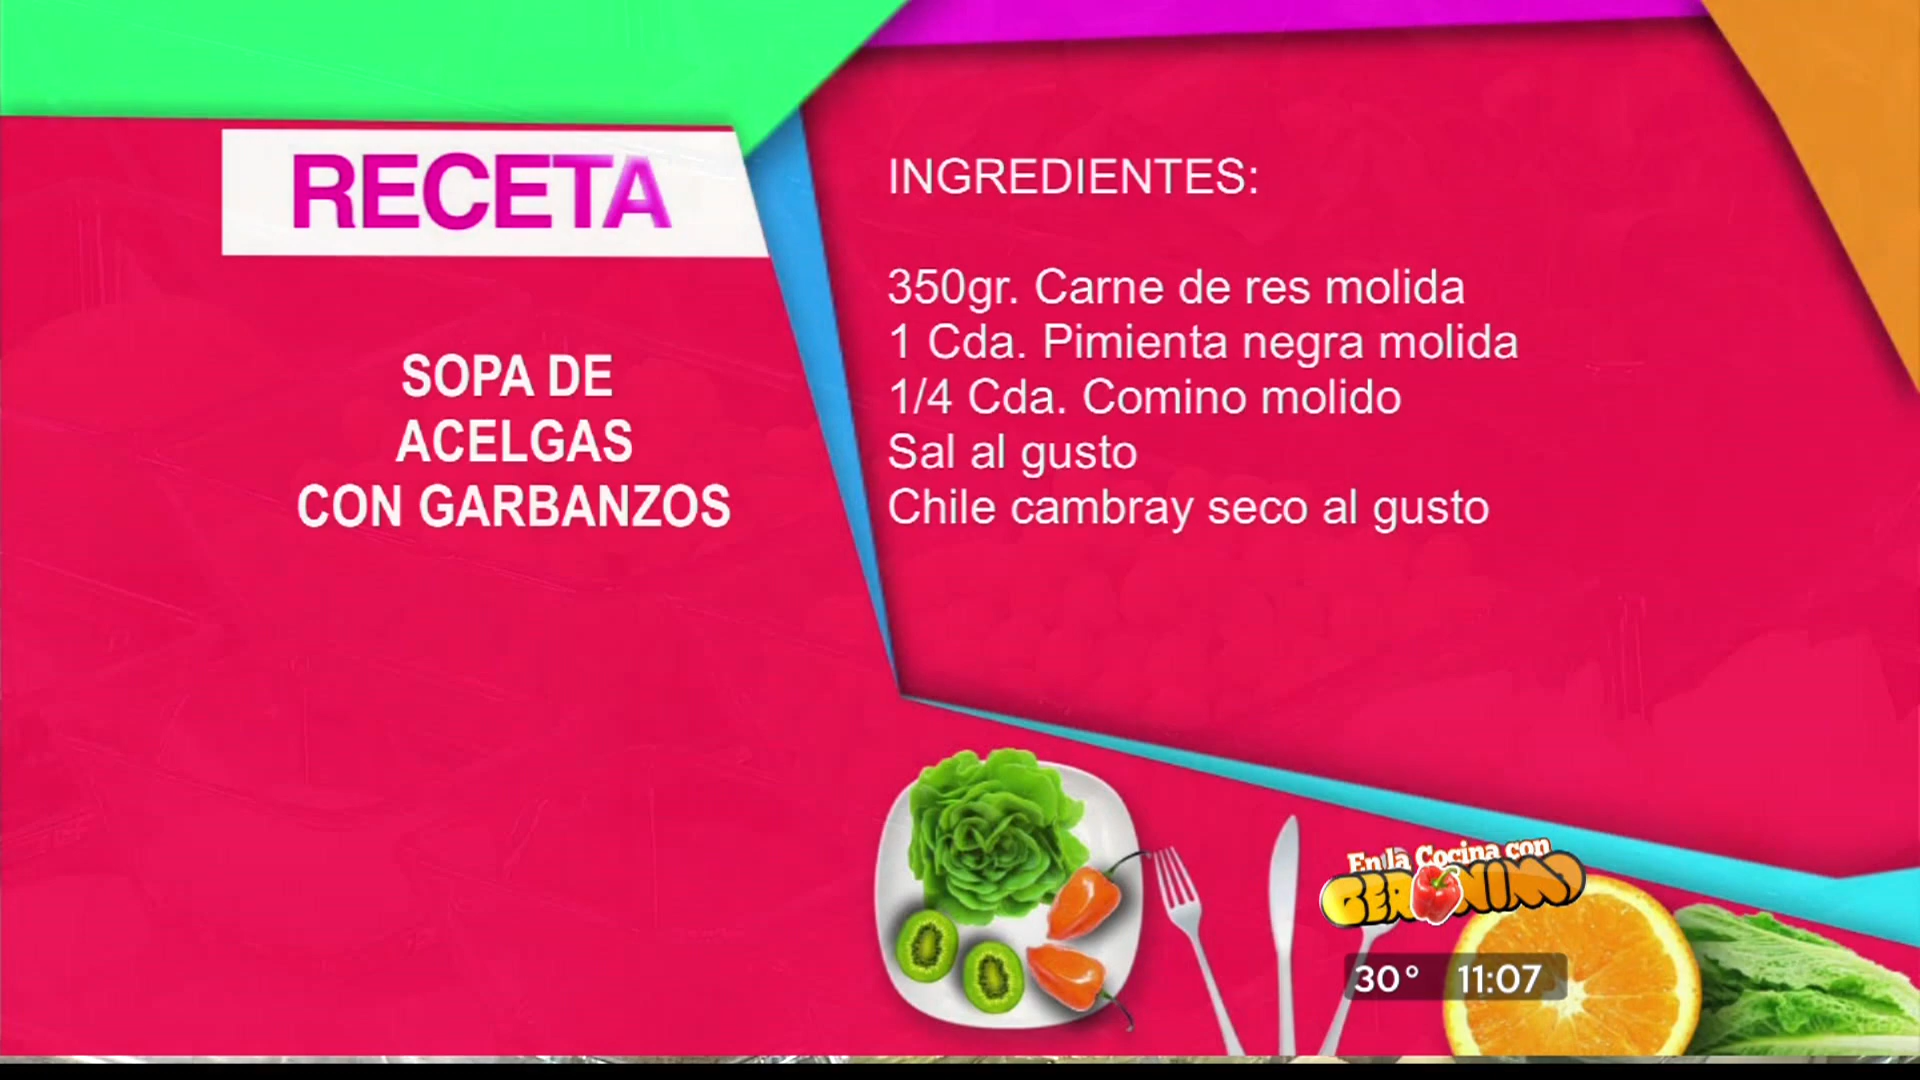 RECETA
SOPA DE
ACELGAS
CON GARBANZOS
INGREDIENTES:
350gr. Carne de res molida
1 Cda. Pimienta negra molida
1/4 Cda. Comino molido
Sal al gusto
Chile cambray seco al gusto
En la Cocina con
GERÓNIMO
30° 11:07